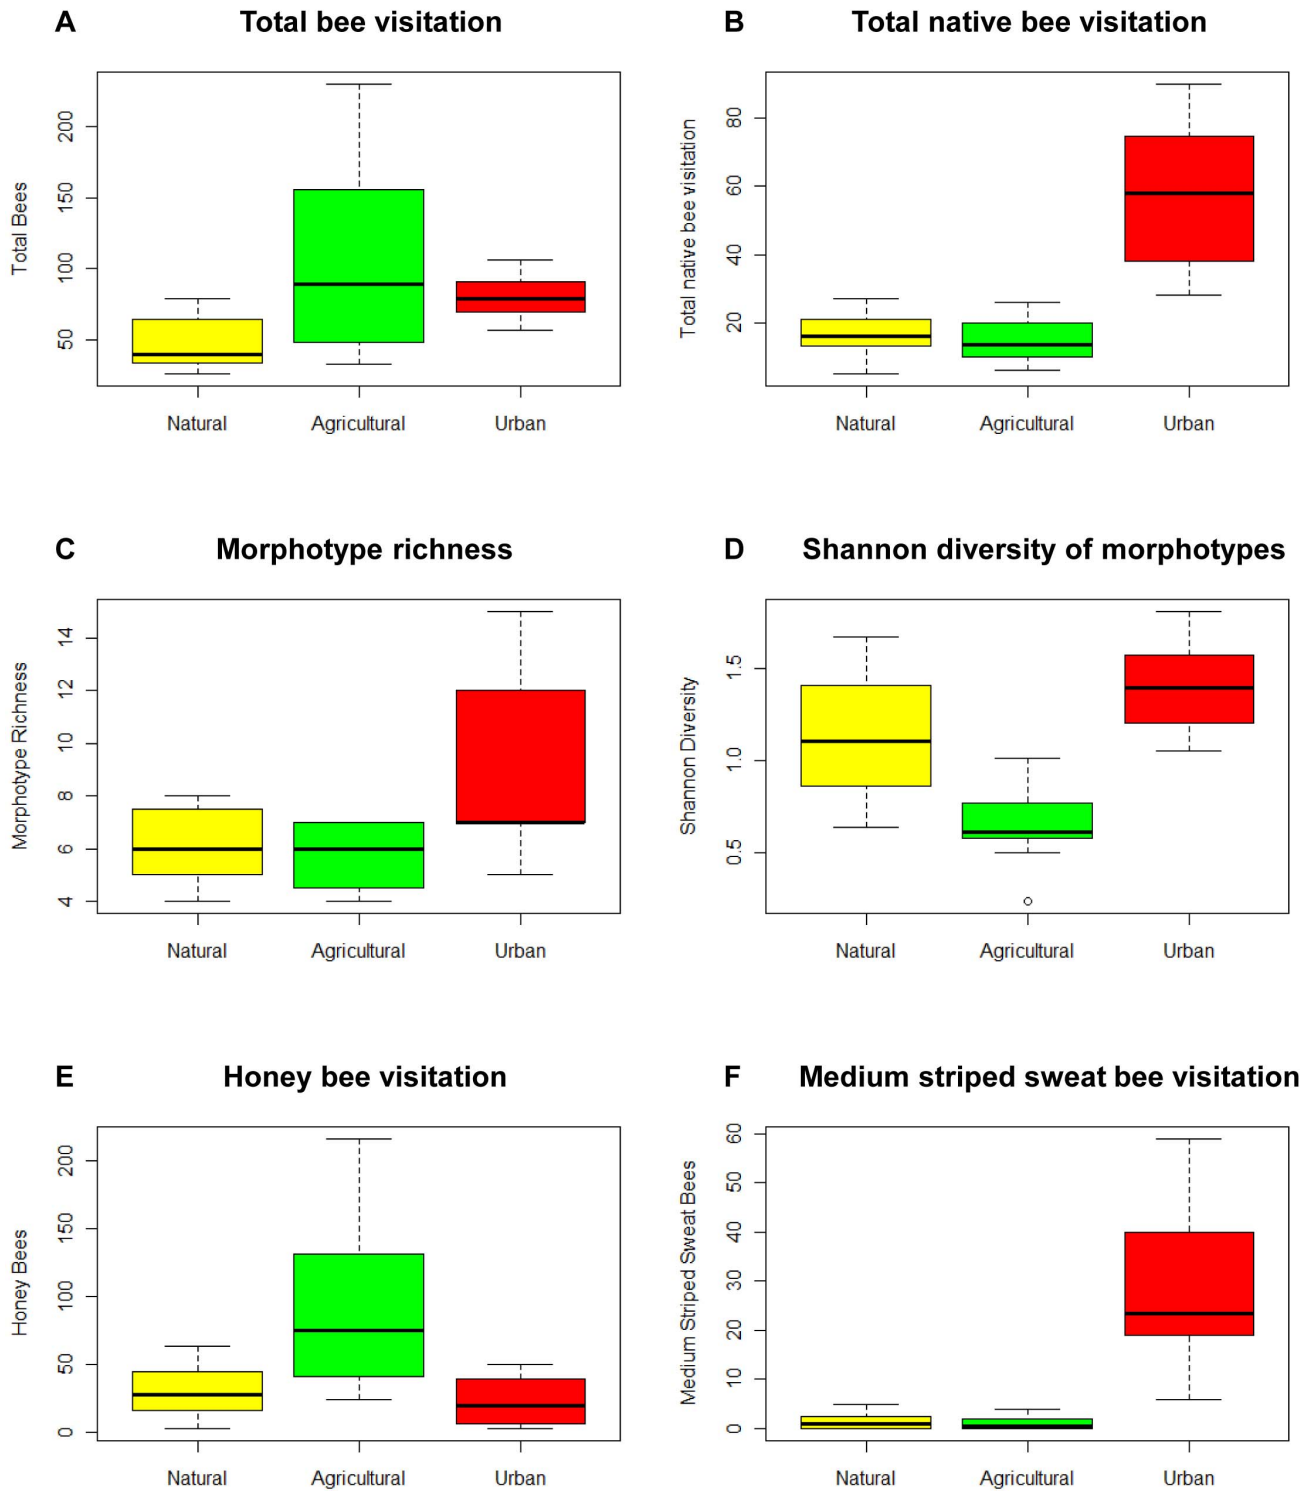 A Total bee visitation
Total Bees
200
150
100
50
Natural Agricultural Urban
B Total native bee visitation
Total native bee visitation
80
60
40
20
Natural Agricultural Urban
C Morphotype richness
Morphotype Richness
14
12
10
8
6
4
Natural Agricultural Urban
D Shannon diversity of morphotypes
Shannon Diversity
1.5
1.0
0.5
Natural Agricultural Urban
E Honey bee visitation
Honey Bees
200
150
100
50
0
Natural Agricultural Urban
F Medium striped sweat bee visitation
Medium Striped Sweat Bees
60
50
40
30
20
10
0
Natural Agricultural Urban